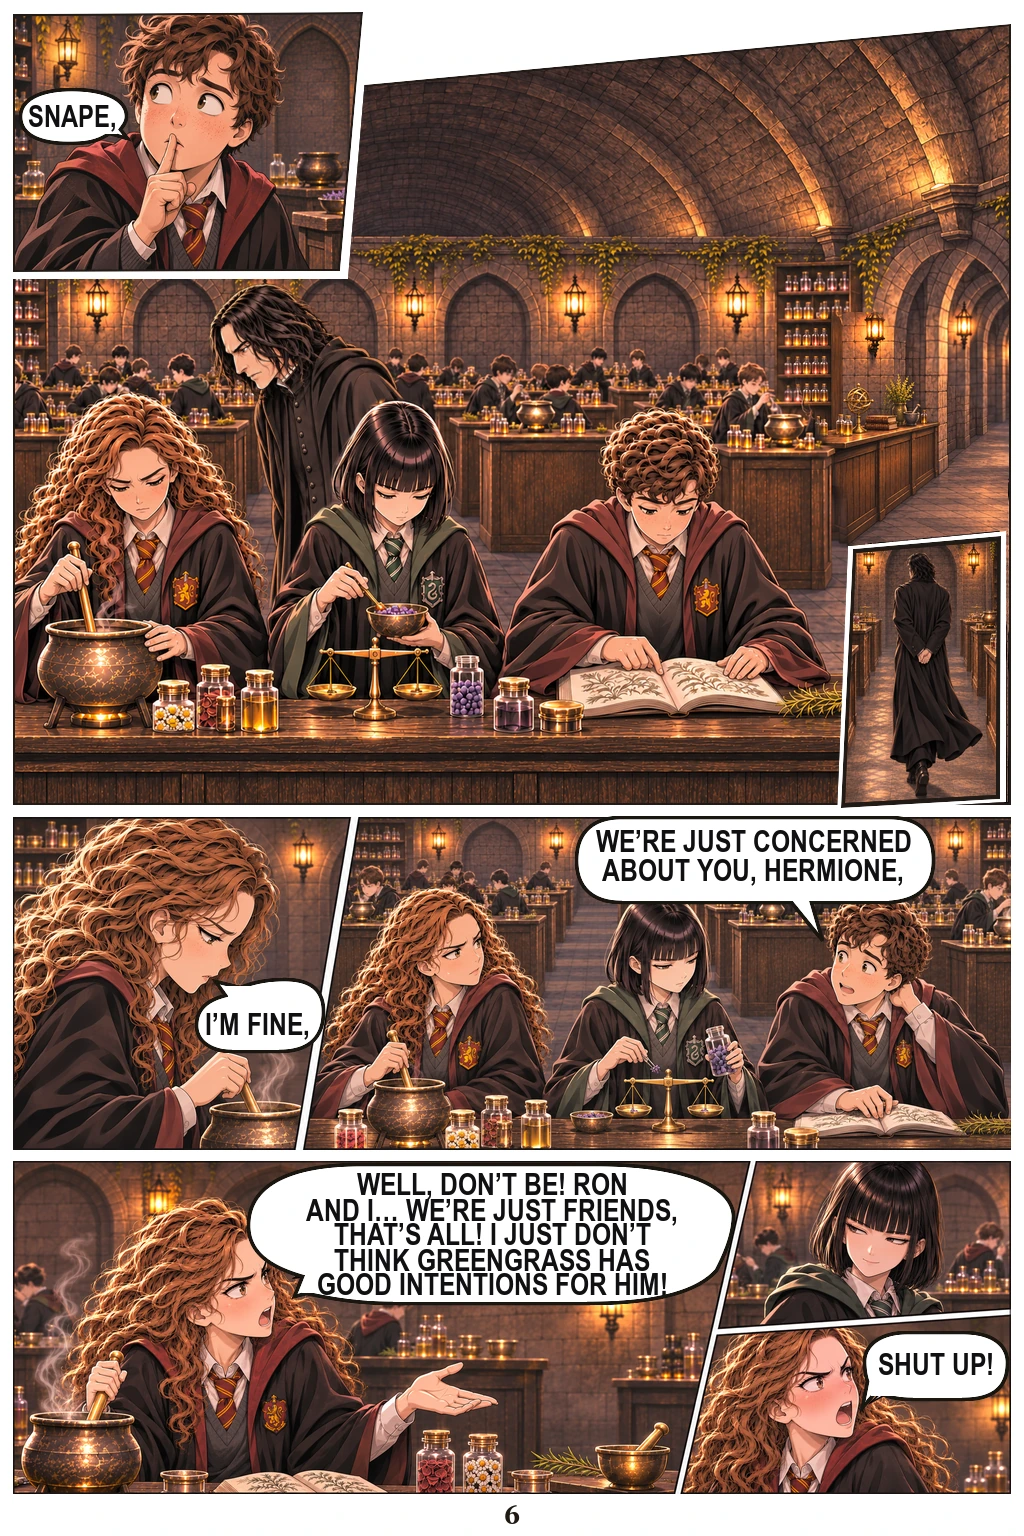 SNAPE,
I'M FINE,
WE'RE JUST CONCERNED
ABOUT YOU, HERMIONE,
WELL, DON'T BE! RON
AND I... WE'RE JUST FRIENDS,
THAT'S ALL! I JUST DON'T
THINK GREENGRASS HAS
GOOD INTENTIONS FOR HIM!
SHUT UP!
6